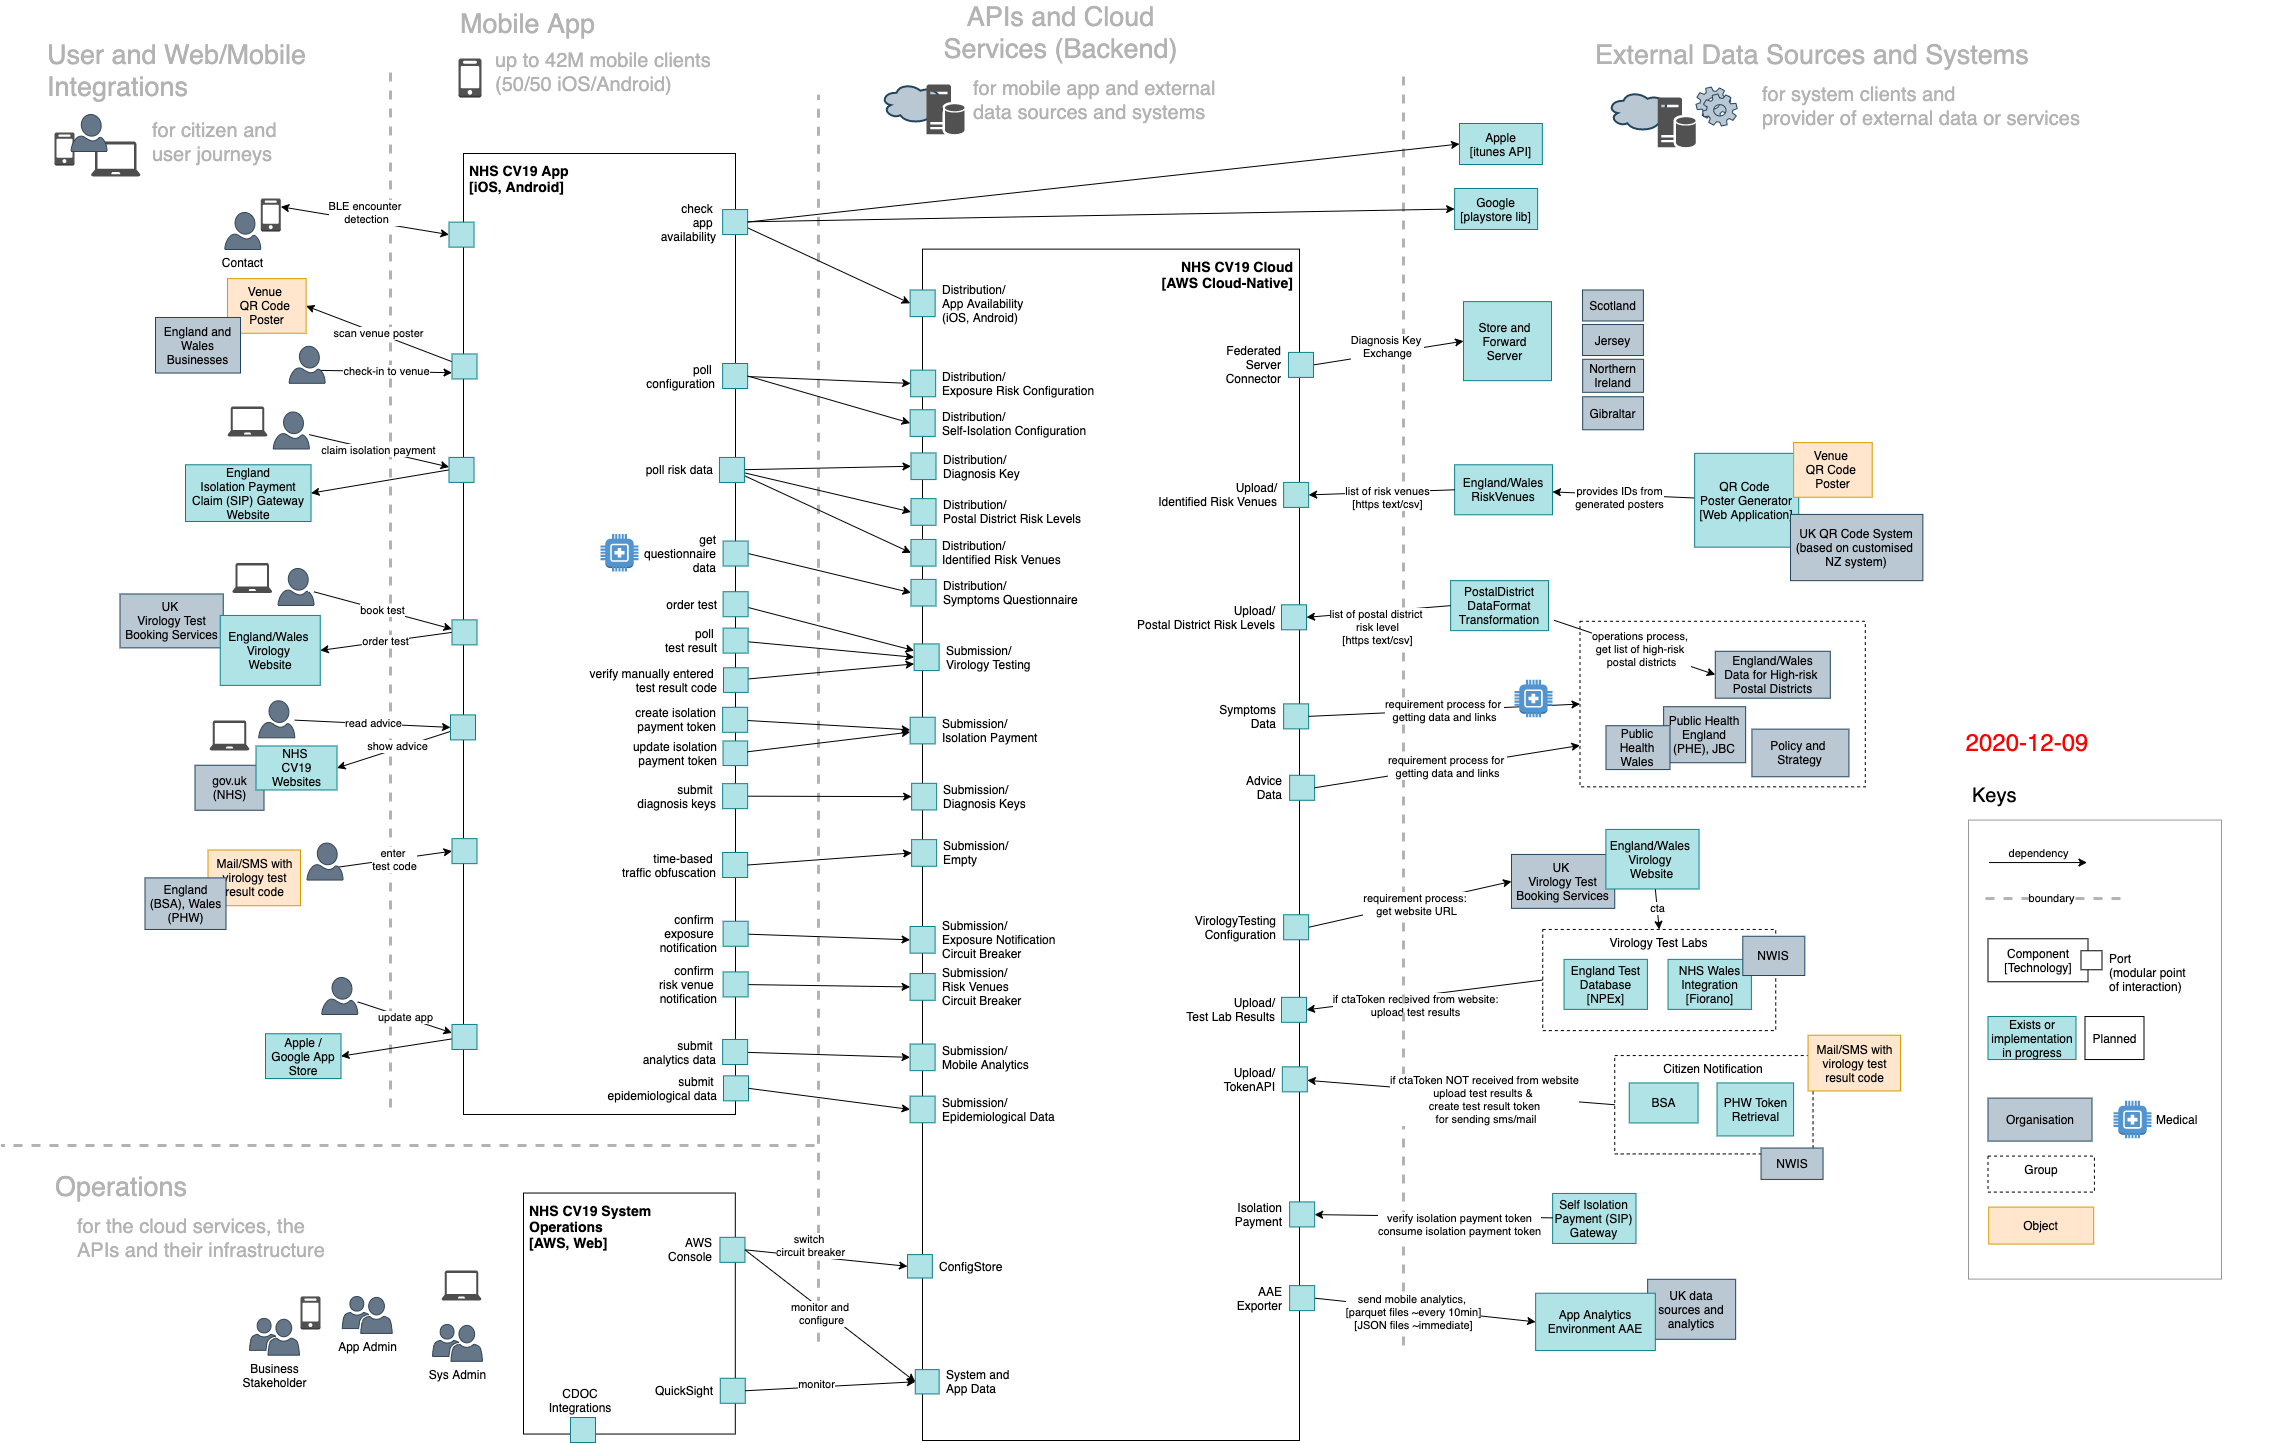 User and Web/Mobile
Integrations
for citizen and
user journeys
Mobile App
up to 42M mobile clients
(50/50 iOS/Android)
APIs and Cloud
Services (Backend)
for mobile app and external
data sources and systems
External Data Sources and Systems
for system clients and
provider of external data or services
BLE encounter
detection
Contact
Venue
QR Code
Poster
England and
Wales
Businesses
scan venue poster
check-in to venue
claim isolation payment
England
Isolation Payment
Claim (SIP) Gateway
Website
book test
order test
UK
Virology Test
Booking Services
England/Wales
Virology
Website
read advice
show advice
NHS
CV19
Websites
gov.uk
(NHS)
enter
test code
Mail/SMS with
virology test
result code
England
(BSA), Wales
(PHW)
update app
Apple /
Google App
Store
NHS CV19 App
[iOS, Android]
check
app
availability
poll
configuration
poll risk data
get
questionnaire
data
order test
poll
test result
verify manually entered
test result code
create isolation
payment token
update isolation
payment token
submit
diagnosis keys
time-based
traffic obfuscation
confirm
exposure
notification
confirm
risk venue
notification
submit
analytics data
submit
epidemiological data
NHS CV19 Cloud
[AWS Cloud-Native]
Distribution/
App Availability
(iOS, Android)
Distribution/
Exposure Risk Configuration
Distribution/
Self-Isolation Configuration
Distribution/
Diagnosis Key
Distribution/
Postal District Risk Levels
Distribution/
Identified Risk Venues
Distribution/
Symptoms Questionnaire
Submission/
Virology Testing
Submission/
Isolation Payment
Submission/
Diagnosis Keys
Submission/
Empty
Submission/
Exposure Notification
Circuit Breaker
Submission/
Risk Venues
Circuit Breaker
Submission/
Mobile Analytics
Submission/
Epidemiological Data
ConfigStore
System and
App Data
Federated
Server
Connector
Upload/
Identified Risk Venues
Upload/
Postal District Risk Levels
Symptoms
Data
Advice
Data
VirologyTesting
Configuration
Upload/
Test Lab Results
Upload/
TokenAPI
Isolation
Payment
AAE
Exporter
Apple
[itunes API]
Google
[playstore lib]
Diagnosis Key
Exchange
Store and
Forward
Server
Scotland
Jersey
Northern
Ireland
Gibraltar
list of risk venues
[https text/csv]
England/Wales
RiskVenues
provides IDs from
generated posters
QR Code
Poster Generator
[Web Application]
Venue
QR Code
Poster
UK QR Code System
(based on customised
NZ system)
list of postal district
risk level
[https text/csv]
PostalDistrict
DataFormat
Transformation
operations process,
get list of high-risk
postal districts
England/Wales
Data for High-risk
Postal Districts
Public
Health
Wales
Public Health
England
(PHE), JBC
Policy and
Strategy
requirement process for
getting data and links
requirement process for
getting data and links
requirement process:
get website URL
UK
Virology Test
Booking Services
England/Wales
Virology
Website
cta
Virology Test Labs
England Test
Database
[NPEx]
NHS Wales
Integration
[Fiorano]
NWIS
if ctaToken received from website:
upload test results
if ctaToken NOT received from website
upload test results &
create test result token
for sending sms/mail
Citizen Notification
BSA
PHW Token
Retrieval
Mail/SMS with
virology test
result code
NWIS
verify isolation payment token
consume isolation payment token
Self Isolation
Payment (SIP)
Gateway
send mobile analytics,
[parquet files ~every 10min]
[JSON files ~immediate]
App Analytics
Environment AAE
UK data
sources and
analytics
2020-12-09
Keys
dependency
boundary
Component
[Technology]
Port
(modular point
of interaction)
Exists or
implementation
in progress
Planned
Organisation
Medical
Group
Object
Operations
for the cloud services, the
APIs and their infrastructure
Business
Stakeholder
App Admin
Sys Admin
NHS CV19 System
Operations
[AWS, Web]
AWS
Console
QuickSight
CDOC
Integrations
switch
circuit breaker
monitor and
configure
monitor